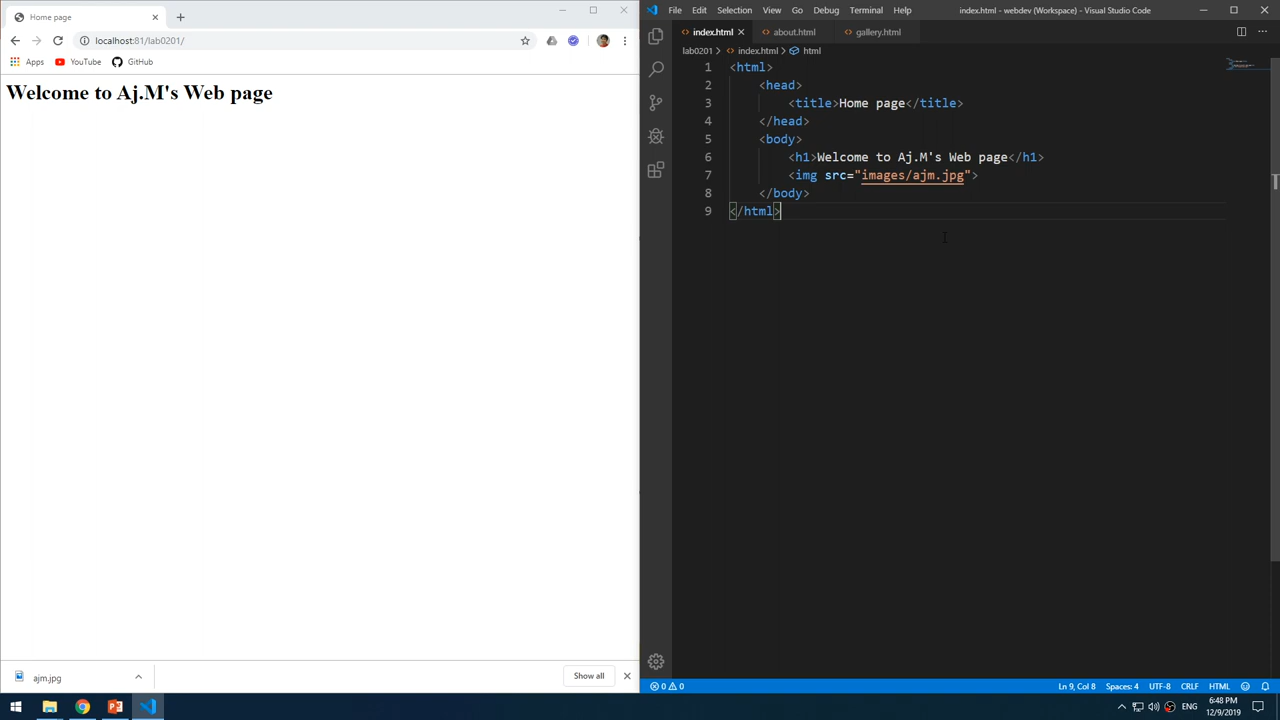 Home page
localhost:81/lab0201/
Apps YouTube GitHub
Welcome to Aj.M's Web page
ajm.jpg
Show all
File Edit Selection View Go Debug Terminal Help
index.html - webdev (Workspace) - Visual Studio Code
index.html about.html gallery.html
lab0201 > index.html > html
1 <html>
2 <head>
3 <title>Home page</title>
4 </head>
5 <body>
6 <h1>Welcome to Aj.M's Web page</h1>
7 <img src="images/ajm.jpg">
8 </body>
9 </html>
0 0
Ln 9, Col 8 Spaces: 4 UTF-8 CRLF HTML
ENG
6:48 PM
12/9/2019